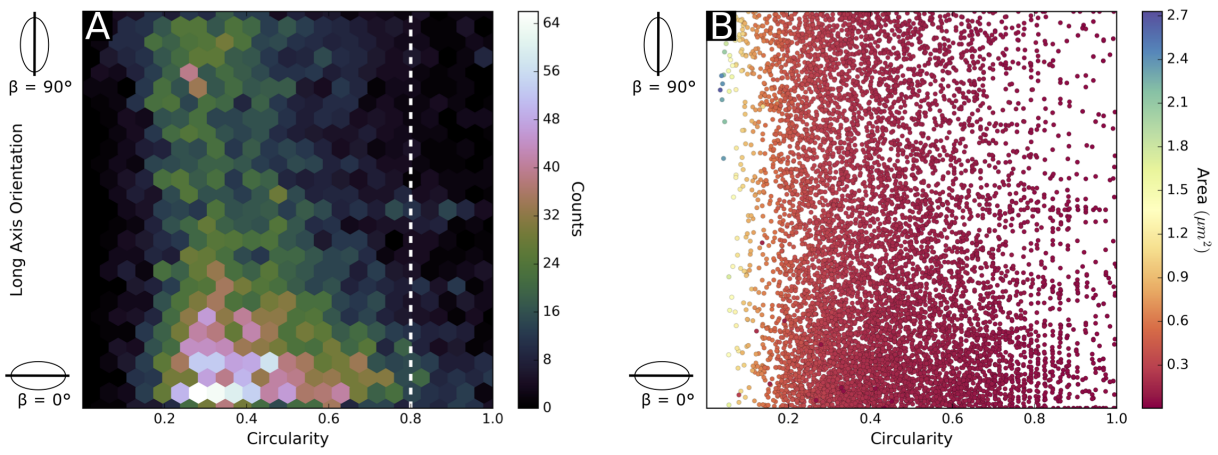 A
β = 90°
Long Axis Orientation
β = 0°
0.2 0.4 0.6 0.8 1.0
Circularity
64
56
48
40
32
24
16
8
0
Counts
B
β = 90°
β = 0°
0.2 0.4 0.6 0.8 1.0
Circularity
2.7
2.4
2.1
1.8
1.5
1.2
0.9
0.6
0.3
Area (μm²)